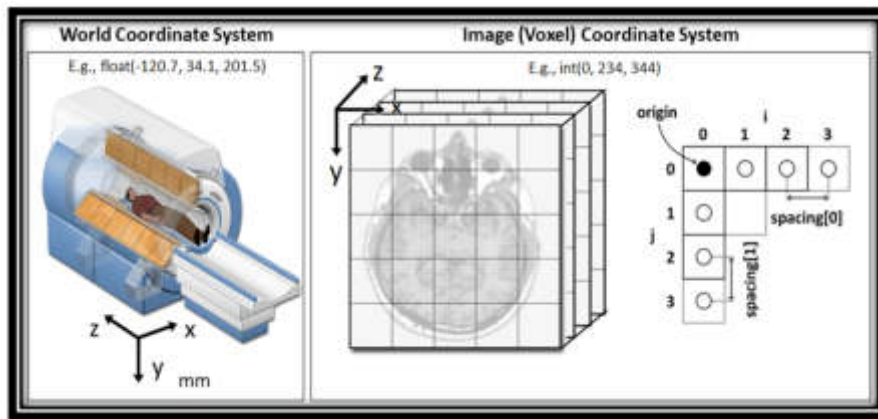 World Coordinate System
E.g., float(-120.7, 34.1, 201.5)
z
x
y
mm
Image (Voxel) Coordinate System
E.g., int(0, 234, 344)
z
x
y
origin
i
0 1 2 3
0
1
j
2
3
spacing[0]
spacing[1]